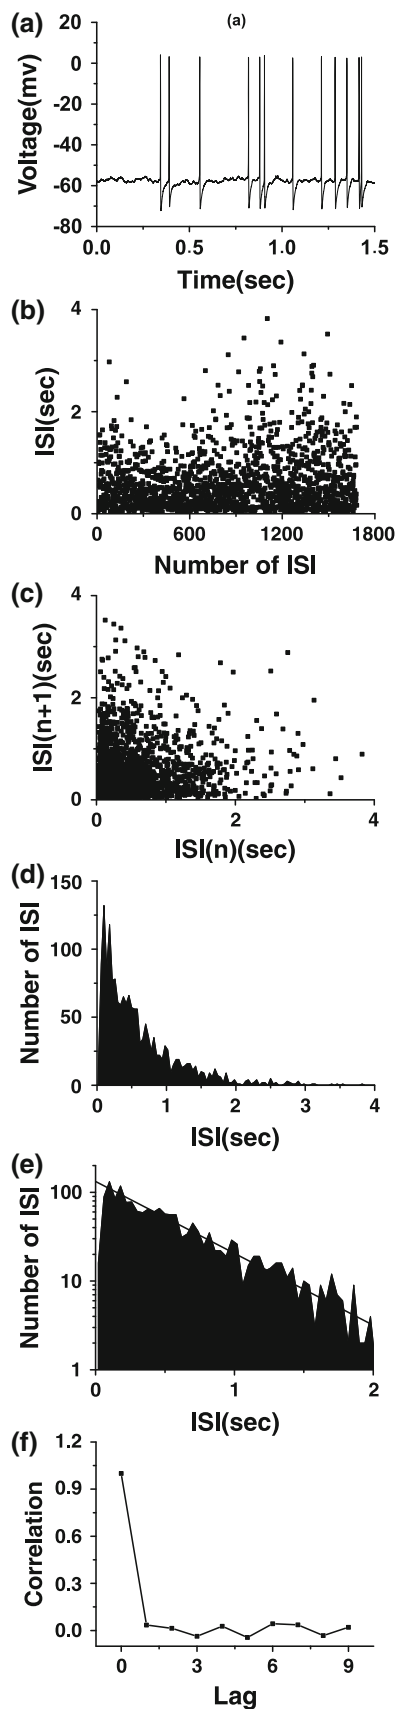 (a)
(a)
20
0
-20
-40
-60
-80
Voltage(mv)
0.0 0.5 1.0 1.5
Time(sec)
(b)
4
2
0
ISI(sec)
0 600 1200 1800
Number of ISI
(c)
4
2
0
ISI(n+1)(sec)
0 2 4
ISI(n)(sec)
(d)
150
100
50
0
Number of ISI
0 1 2 3 4
ISI(sec)
(e)
100
10
1
Number of ISI
0 1 2
ISI(sec)
(f)
1.2
0.9
0.6
0.3
0.0
Correlation
0 3 6 9
Lag